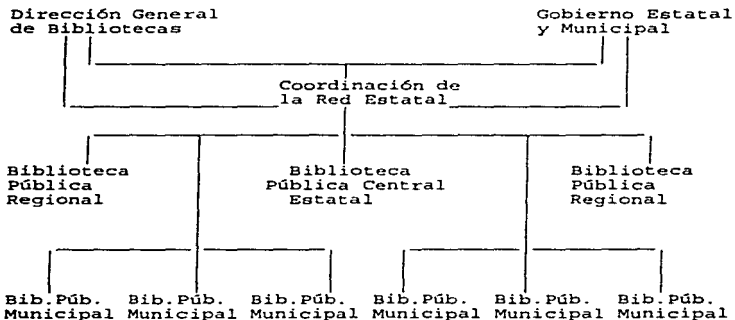 Dirección General
de Bibliotecas
Gobierno Estatal
y Municipal
Coordinación de
la Red Estatal
Biblioteca
Pública
Regional
Biblioteca
Pública Central
Estatal
Biblioteca
Pública
Regional
Bib.Púb.
Municipal
Bib.Púb.
Municipal
Bib.Púb.
Municipal
Bib.Púb.
Municipal
Bib.Púb.
Municipal
Bib.Púb.
Municipal